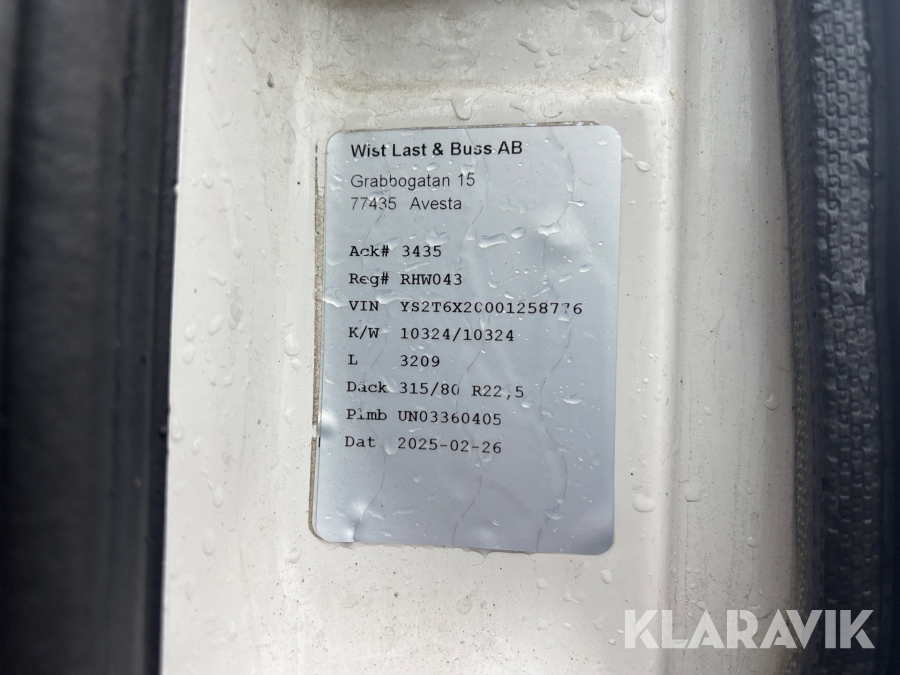 Wist Last & Buss AB
Grabbogatan 15
77435 Avesta
Ack# 3435
Reg# RHW043
VIN YS2T6X20001258776
K/W 10324/10324
L 3209
Däck 315/80 R22,5
Plmb UN03360405
Dat 2025-02-26
KLARAVIK